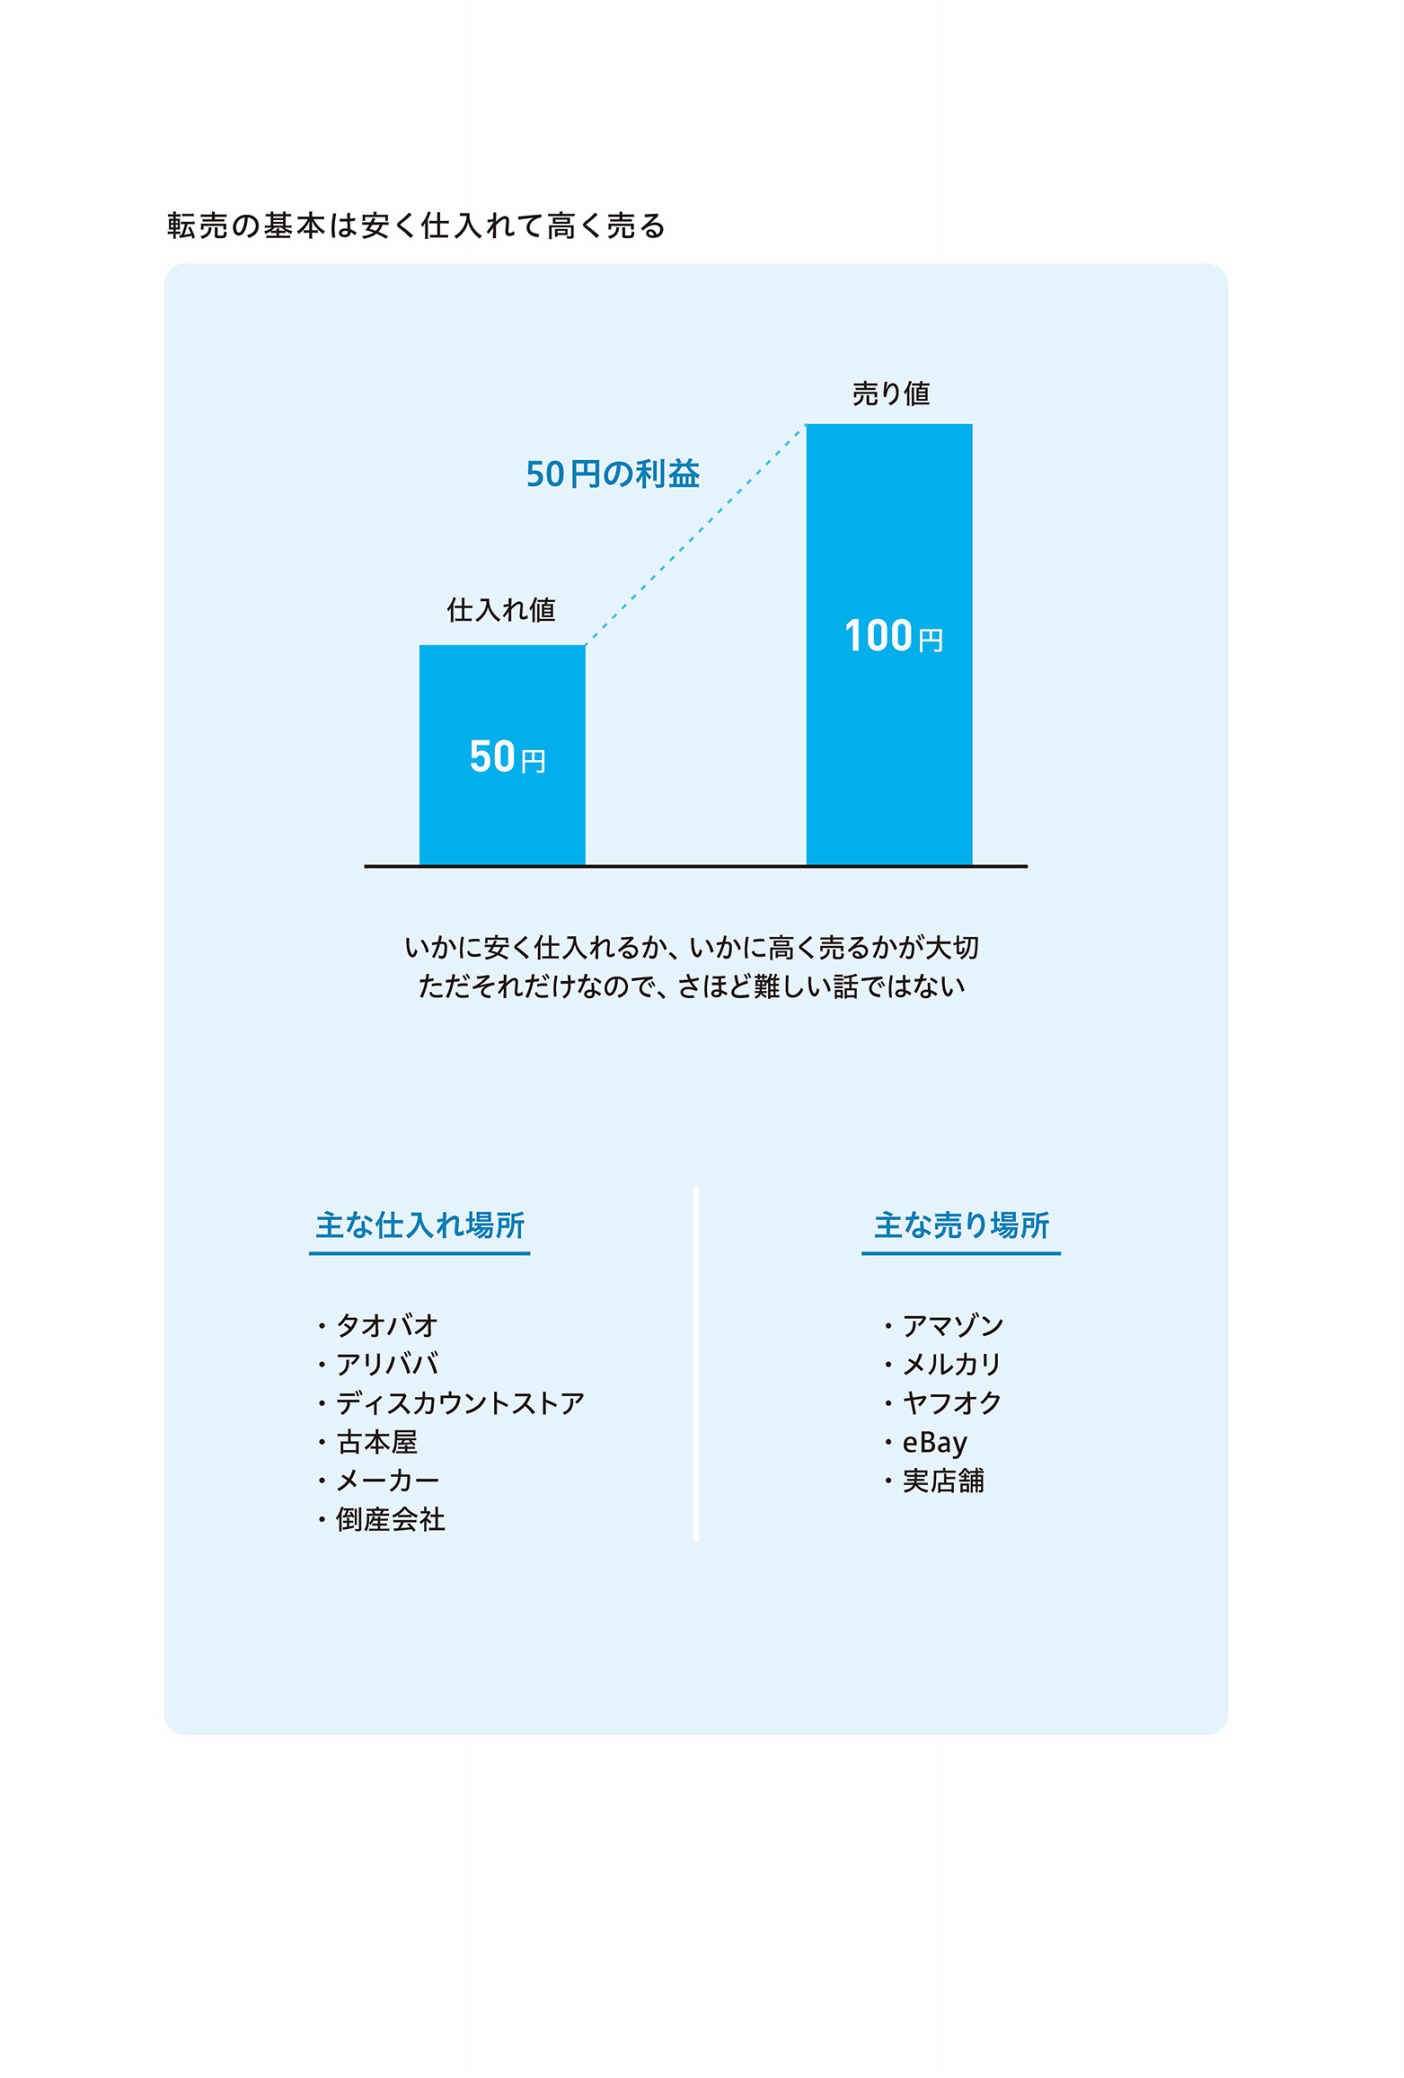 転売の基本は安く仕入れて高く売る
売り値
50円の利益
仕入れ値
100円
50円
いかに安く仕入れるか、いかに高く売るかが大切
ただそれだけなので、さほど難しい話ではない
主な仕入れ場所
・タオバオ
・アリババ
・ディスカウントストア
・古本屋
・メーカー
・倒産会社
主な売り場所
・アマゾン
・メルカリ
・ヤフオク
・eBay
・実店舗